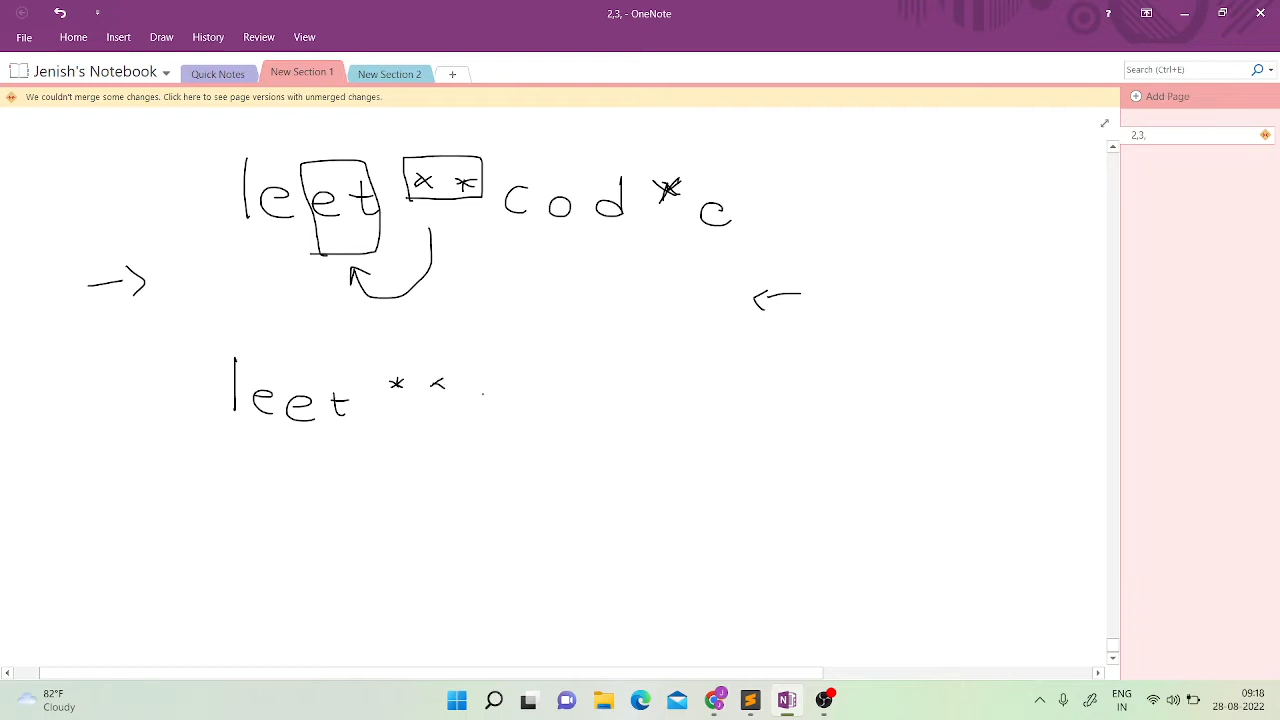 2,3, - OneNote
File Home Insert Draw History Review View
Jenish's Notebook Quick Notes New Section 1 New Section 2 Search (Ctrl+E)
We couldn't merge some changes. Click here to see page versions with unmerged changes.
Add Page
2,3,
leet**cod*e
leet**
82°F
Cloudy
ENG
IN
09:18
28-08-2022